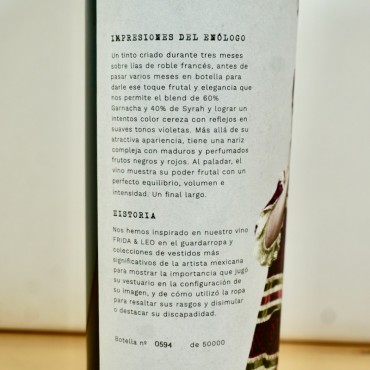 IMPRESIONES DEL ENÓLOGO
Un tinto criado durante tres meses
sobre lías de roble francés, antes de
pasar varios meses en botella para
darle ese toque frutal y elegancia que
nos permite el blend de 60%
Garnacha y 40% de Syrah y lograr un
intentos color cereza con reflejos en
suaves tonos violetas. Más allá de su
atractiva apariencia, tiene una nariz
compleja con maduros y perfumados
frutos negros y rojos. Al paladar, el
vino muestra su poder frutal con un
perfecto equilibrio, volumen e
intensidad. Un final largo.
HISTORIA
Nos hemos inspirado en nuestro vino
FRIDA & LEO en el guardarropa y
colecciones de vestidos más
significativos de la artista mexicana
para mostrar la importancia que jugó
su vestuario en la configuración de
su imagen, y de cómo utilizó la ropa
para resaltar sus rasgos y disimular
o destacar su discapacidad.
Botella nº 0594 de 50000